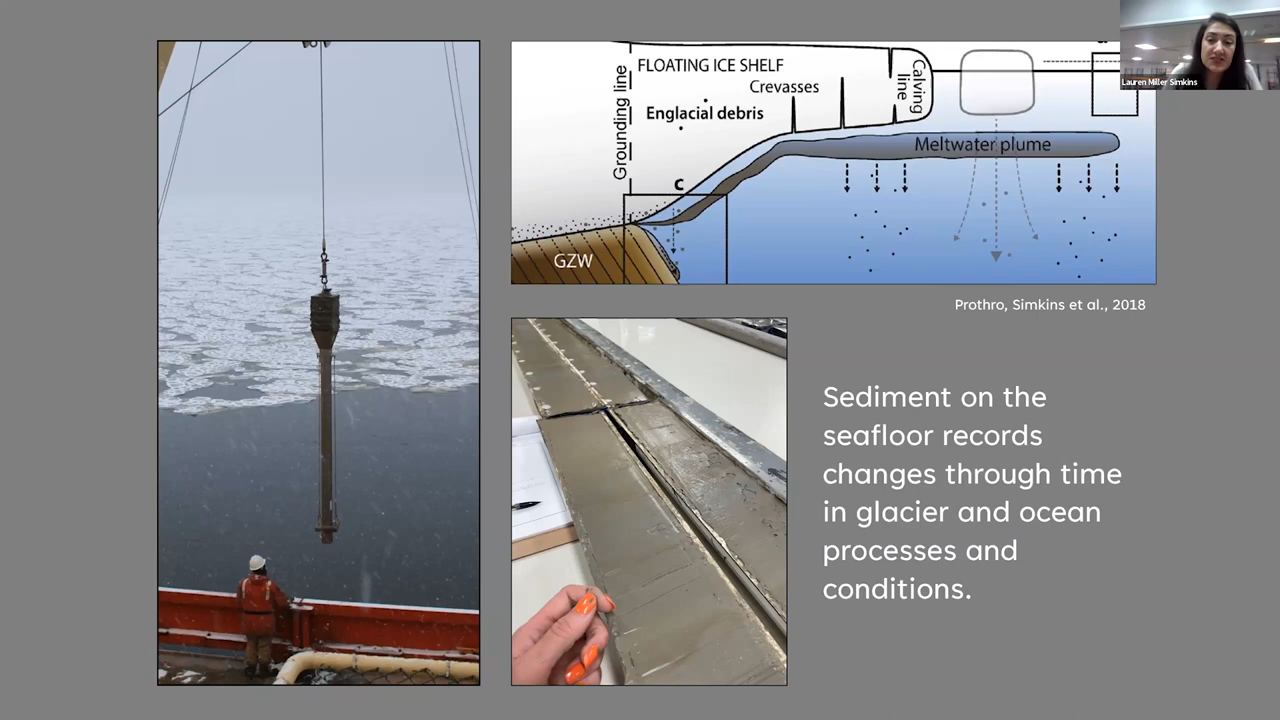 FLOATING ICE SHELF
Crevasses
Englacial debris
Grounding line
Calving
line
Lauren Miller Simkins
Meltwater plume
C
GZW
Prothro, Simkins et al., 2018
Sediment on the
seafloor records
changes through time
in glacier and ocean
processes and
conditions.